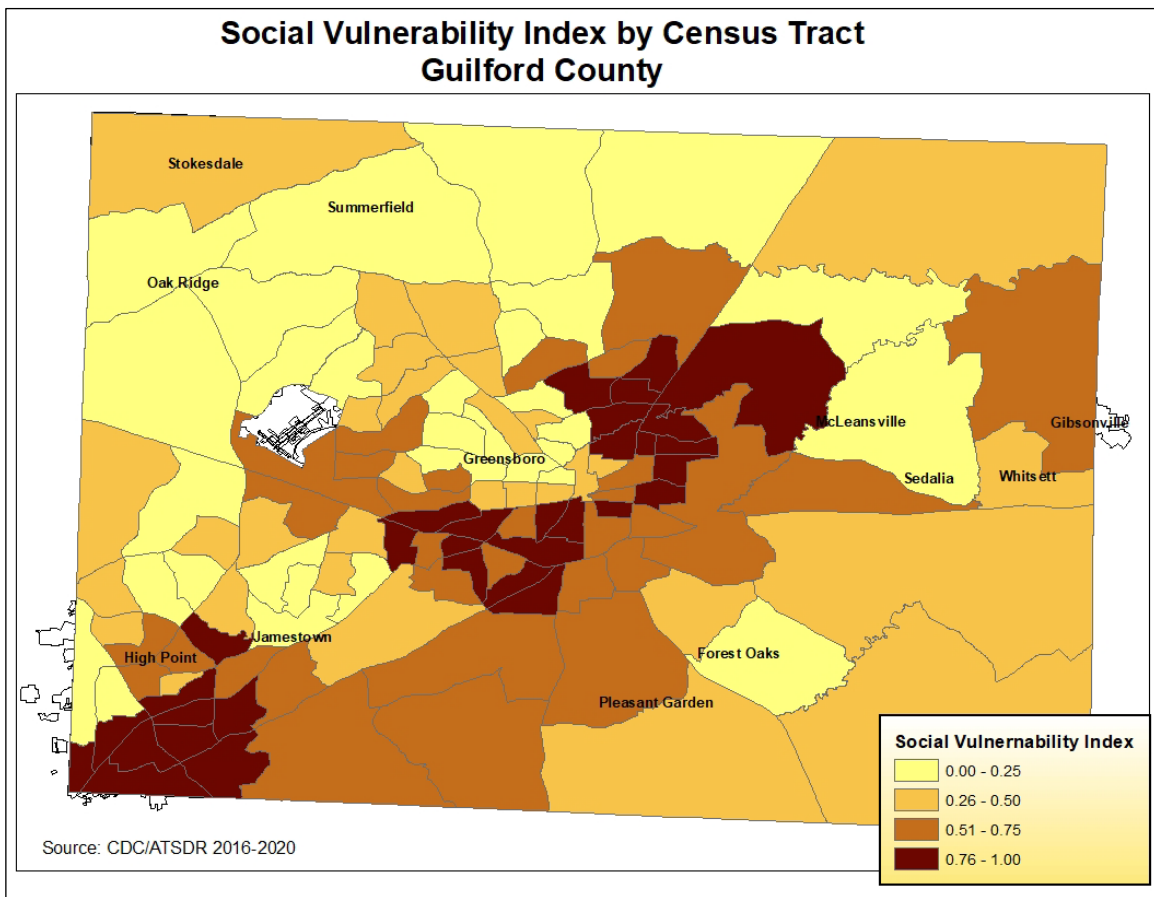 Social Vulnerability Index by Census Tract
Guilford County
Stokesdale
Summerfield
Oak Ridge
McLeansville
Gibsonville
Greensboro
Sedalia
Whitsett
Jamestown
High Point
Forest Oaks
Pleasant Garden
Social Vulnernability Index
0.00 - 0.25
0.26 - 0.50
0.51 - 0.75
0.76 - 1.00
Source: CDC/ATSDR 2016-2020